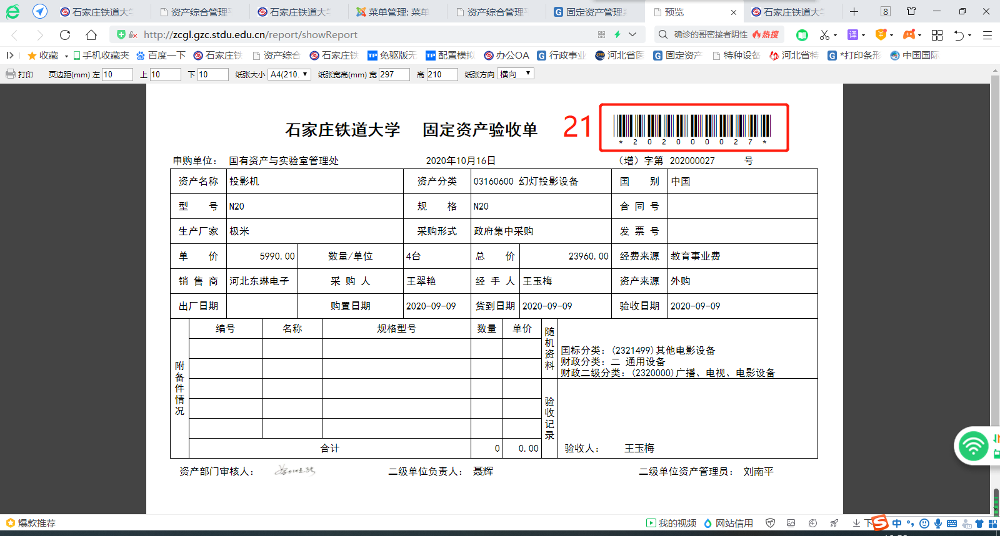 石家庄铁道大学
资产综合管理平
石家庄铁道大学
菜单管理: 菜单
资产综合管理平
固定资产管理系
预览
石家庄铁道大学
8
http://zcgl.gzc.stdu.edu.cn/report/showReport
确诊的哥密接者阴性 热搜
译
收藏 手机收藏夹 百度一下 石家庄铁 资产综合 石家庄铁 免驱版无 配置模拟 办公OA 行政事业 河北省医 固定资产 特种设备 河北省特 *打印条形 中国国际
打印 页边距(mm) 左 10 上 10 下 10 纸张大小 A4(210. 纸张宽高(mm) 宽 297 高 210 纸张方向 横向
石家庄铁道大学 固定资产验收单 21
*202000027*
申购单位: 国有资产与实验室管理处 2020年10月16日 (增) 字第 202000027 号
资产名称 投影机 资产分类 03160600 幻灯投影设备 国 别 中国
型 号 N20 规 格 N20 合 同 号
生产厂家 极米 采购形式 政府集中采购 发 票 号
单 价 5990.00 数量/单位 4台 总 价 23960.00 经费来源 教育事业费
销 售 商 河北东琳电子 采 购 人 王翠艳 经 手 人 王玉梅 资产来源 外购
出厂日期 购置日期 2020-09-09 货到日期 2020-09-09 验收日期 2020-09-09
附备件情况
编号 名称 规格型号 数量 单价
随机资料
国标分类: (2321499)其他电影设备
财政分类: 二 通用设备
财政二级分类: (2320000)广播、电视、电影设备
验收记录
合计 0 0.00
验收人: 王玉梅
资产部门审核人: 二级单位负责人: 聂辉 二级单位资产管理员: 刘南平
爆款推荐
我的视频 网站信用 下
中